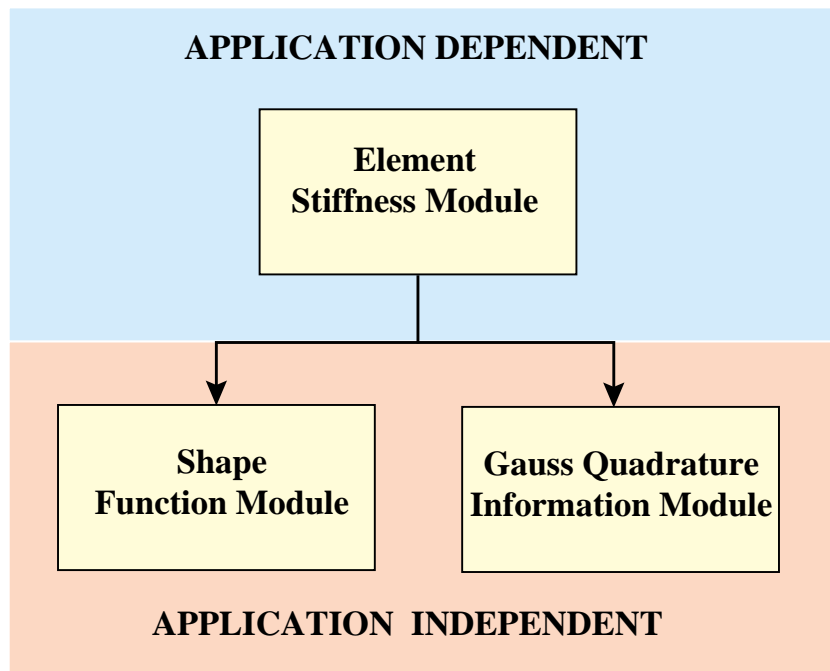 APPLICATION DEPENDENT
Element
Stiffness Module
Shape
Function Module
Gauss Quadrature
Information Module
APPLICATION INDEPENDENT